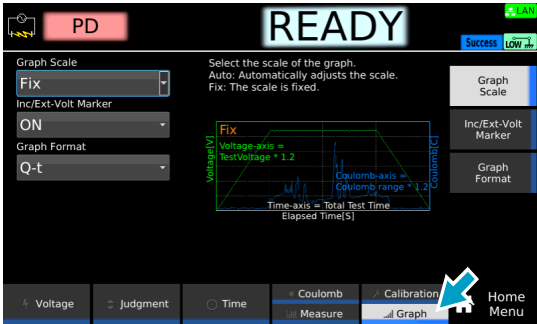 PD
READY
LAN
Success
LOW
Graph Scale
Fix
Inc/Ext-Volt Marker
ON
Graph Format
Q-t
Select the scale of the graph.
Auto: Automatically adjusts the scale.
Fix: The scale is fixed.
Fix
Voltage[V]
Voltage-axis =
TestVoltage * 1.2
Coulomb-axis =
Coulomb range * 1.2
Coulomb[C]
Time-axis = Total Test Time
Elapsed Time[S]
Graph
Scale
Inc/Ext-Volt
Marker
Graph
Format
Voltage
Judgment
Time
Coulomb
Measure
Calibration
Graph
Home
Menu